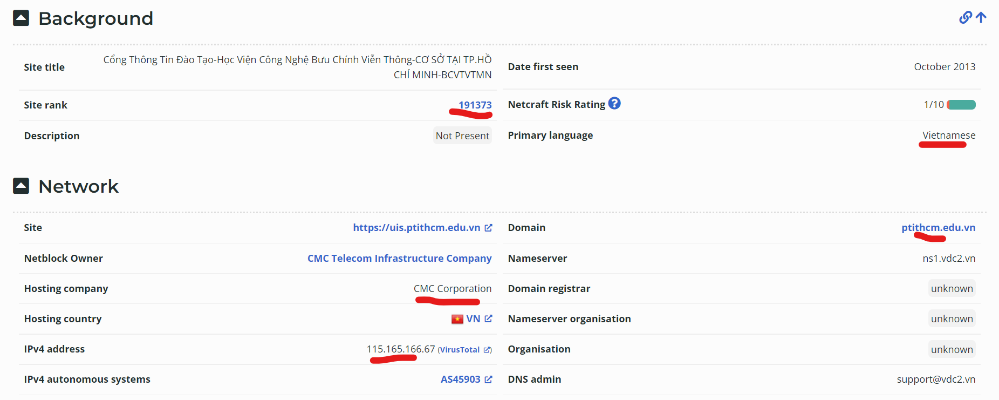 Background
Site title
Cổng Thông Tin Đào Tạo-Học Viện Công Nghệ Bưu Chính Viễn Thông-CƠ SỞ TẠI TP.HỒ
CHÍ MINH-BCVTVTMN
Date first seen
October 2013
Site rank
191373
Netcraft Risk Rating ?
1/10
Description
Not Present
Primary language
Vietnamese
Network
Site
https://uis.ptithcm.edu.vn
Domain
ptithcm.edu.vn
Netblock Owner
CMC Telecom Infrastructure Company
Nameserver
ns1.vdc2.vn
Hosting company
CMC Corporation
Domain registrar
unknown
Hosting country
VN
Nameserver organisation
unknown
IPv4 address
115.165.166.67 (VirusTotal)
Organisation
unknown
IPv4 autonomous systems
AS45903
DNS admin
support@vdc2.vn